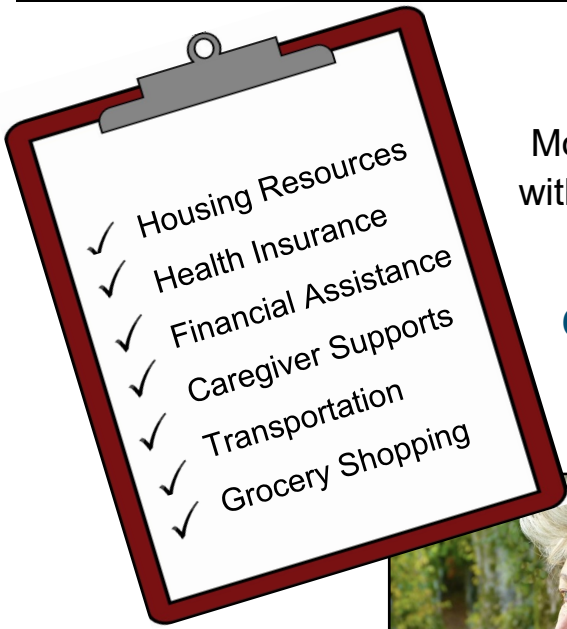 Housing Resources
Health Insurance
Financial Assistance
Caregiver Supports
Transportation
Grocery Shopping